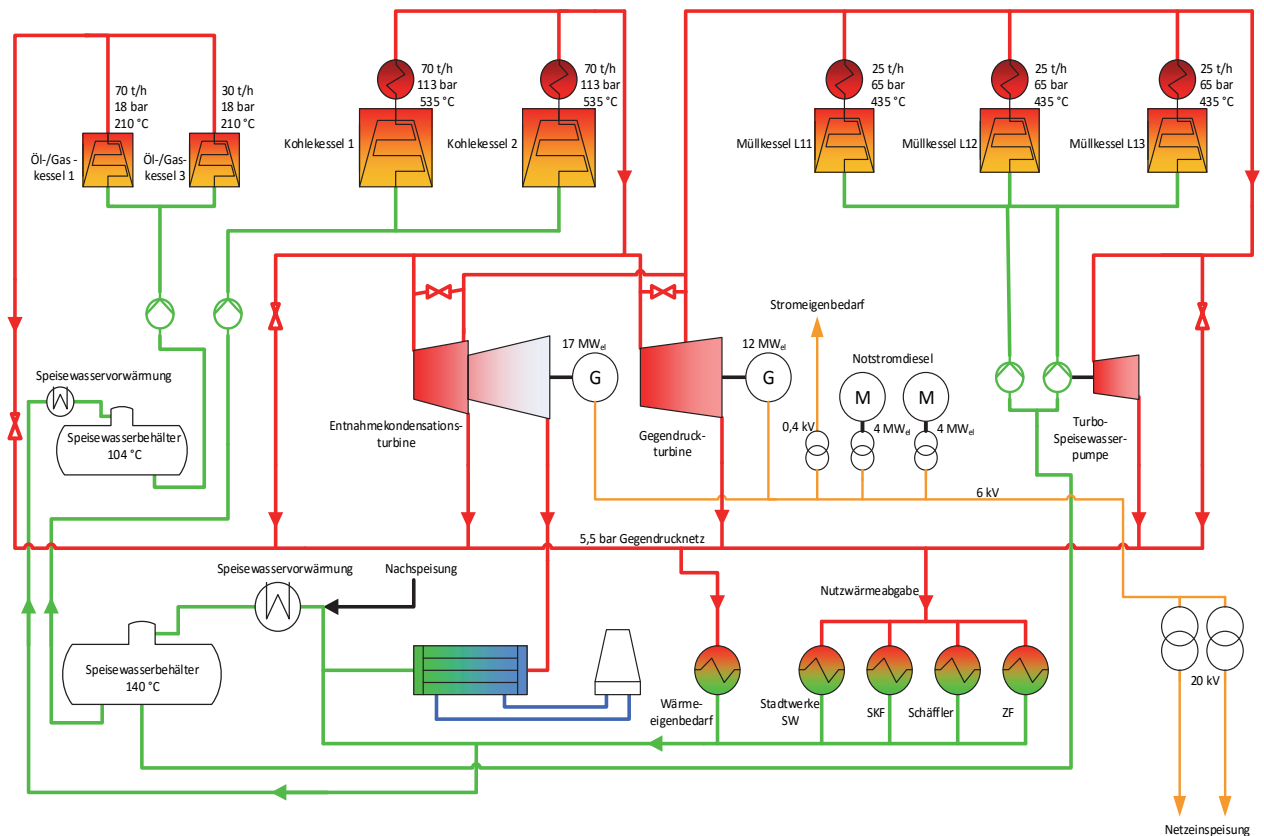 70 t/h
18 bar
210 °C
30 t/h
18 bar
210 °C
70 t/h
113 bar
535 °C
70 t/h
113 bar
535 °C
25 t/h
65 bar
435 °C
25 t/h
65 bar
435 °C
25 t/h
65 bar
435 °C
Öl-/Gas -
kessel 1
Öl-/Gas-
kessel 3
Kohlekessel 1
Kohlekessel 2
Müllkessel L11
Müllkessel L12
Müllkessel L13
Stromeigenbedarf
17 MWel
G
12 MWel
G
Notstromdiesel
M
M
Speisewasservorwärmung
Speisewasserbehälter
104 °C
Entnahmekondensations-
turbine
Gegendruck-
turbine
0,4 kV
4 MWel
4 MWel
Turbo-
Speisewasser-
pumpe
6 kV
5,5 bar Gegendrucknetz
Speisewasservorwärmung
Nachspeisung
Nutzwärmeabgabe
Speisewasserbehälter
140 °C
Wärme-
eigenbedarf
Stadtwerke
SW
SKF
Schäffler
ZF
20 kV
Netzeinspeisung